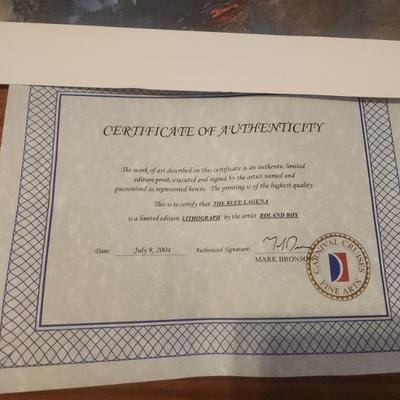 CERTIFICATE OF AUTHENTICITY
The work of art described on this certificate is an authentic limited
edition print, executed and signed by the artist named and
guaranteed as represented herein. The printing is of the highest quality.
This is to certify that THE BLUE LAGUNA
is a limited edition LITHOGRAPH by the artist ROLAND ROY
Date: July 9, 2004 Authorized Signature:
MARK BRONSON
CARNIVAL CRUISES
FINE ARTS